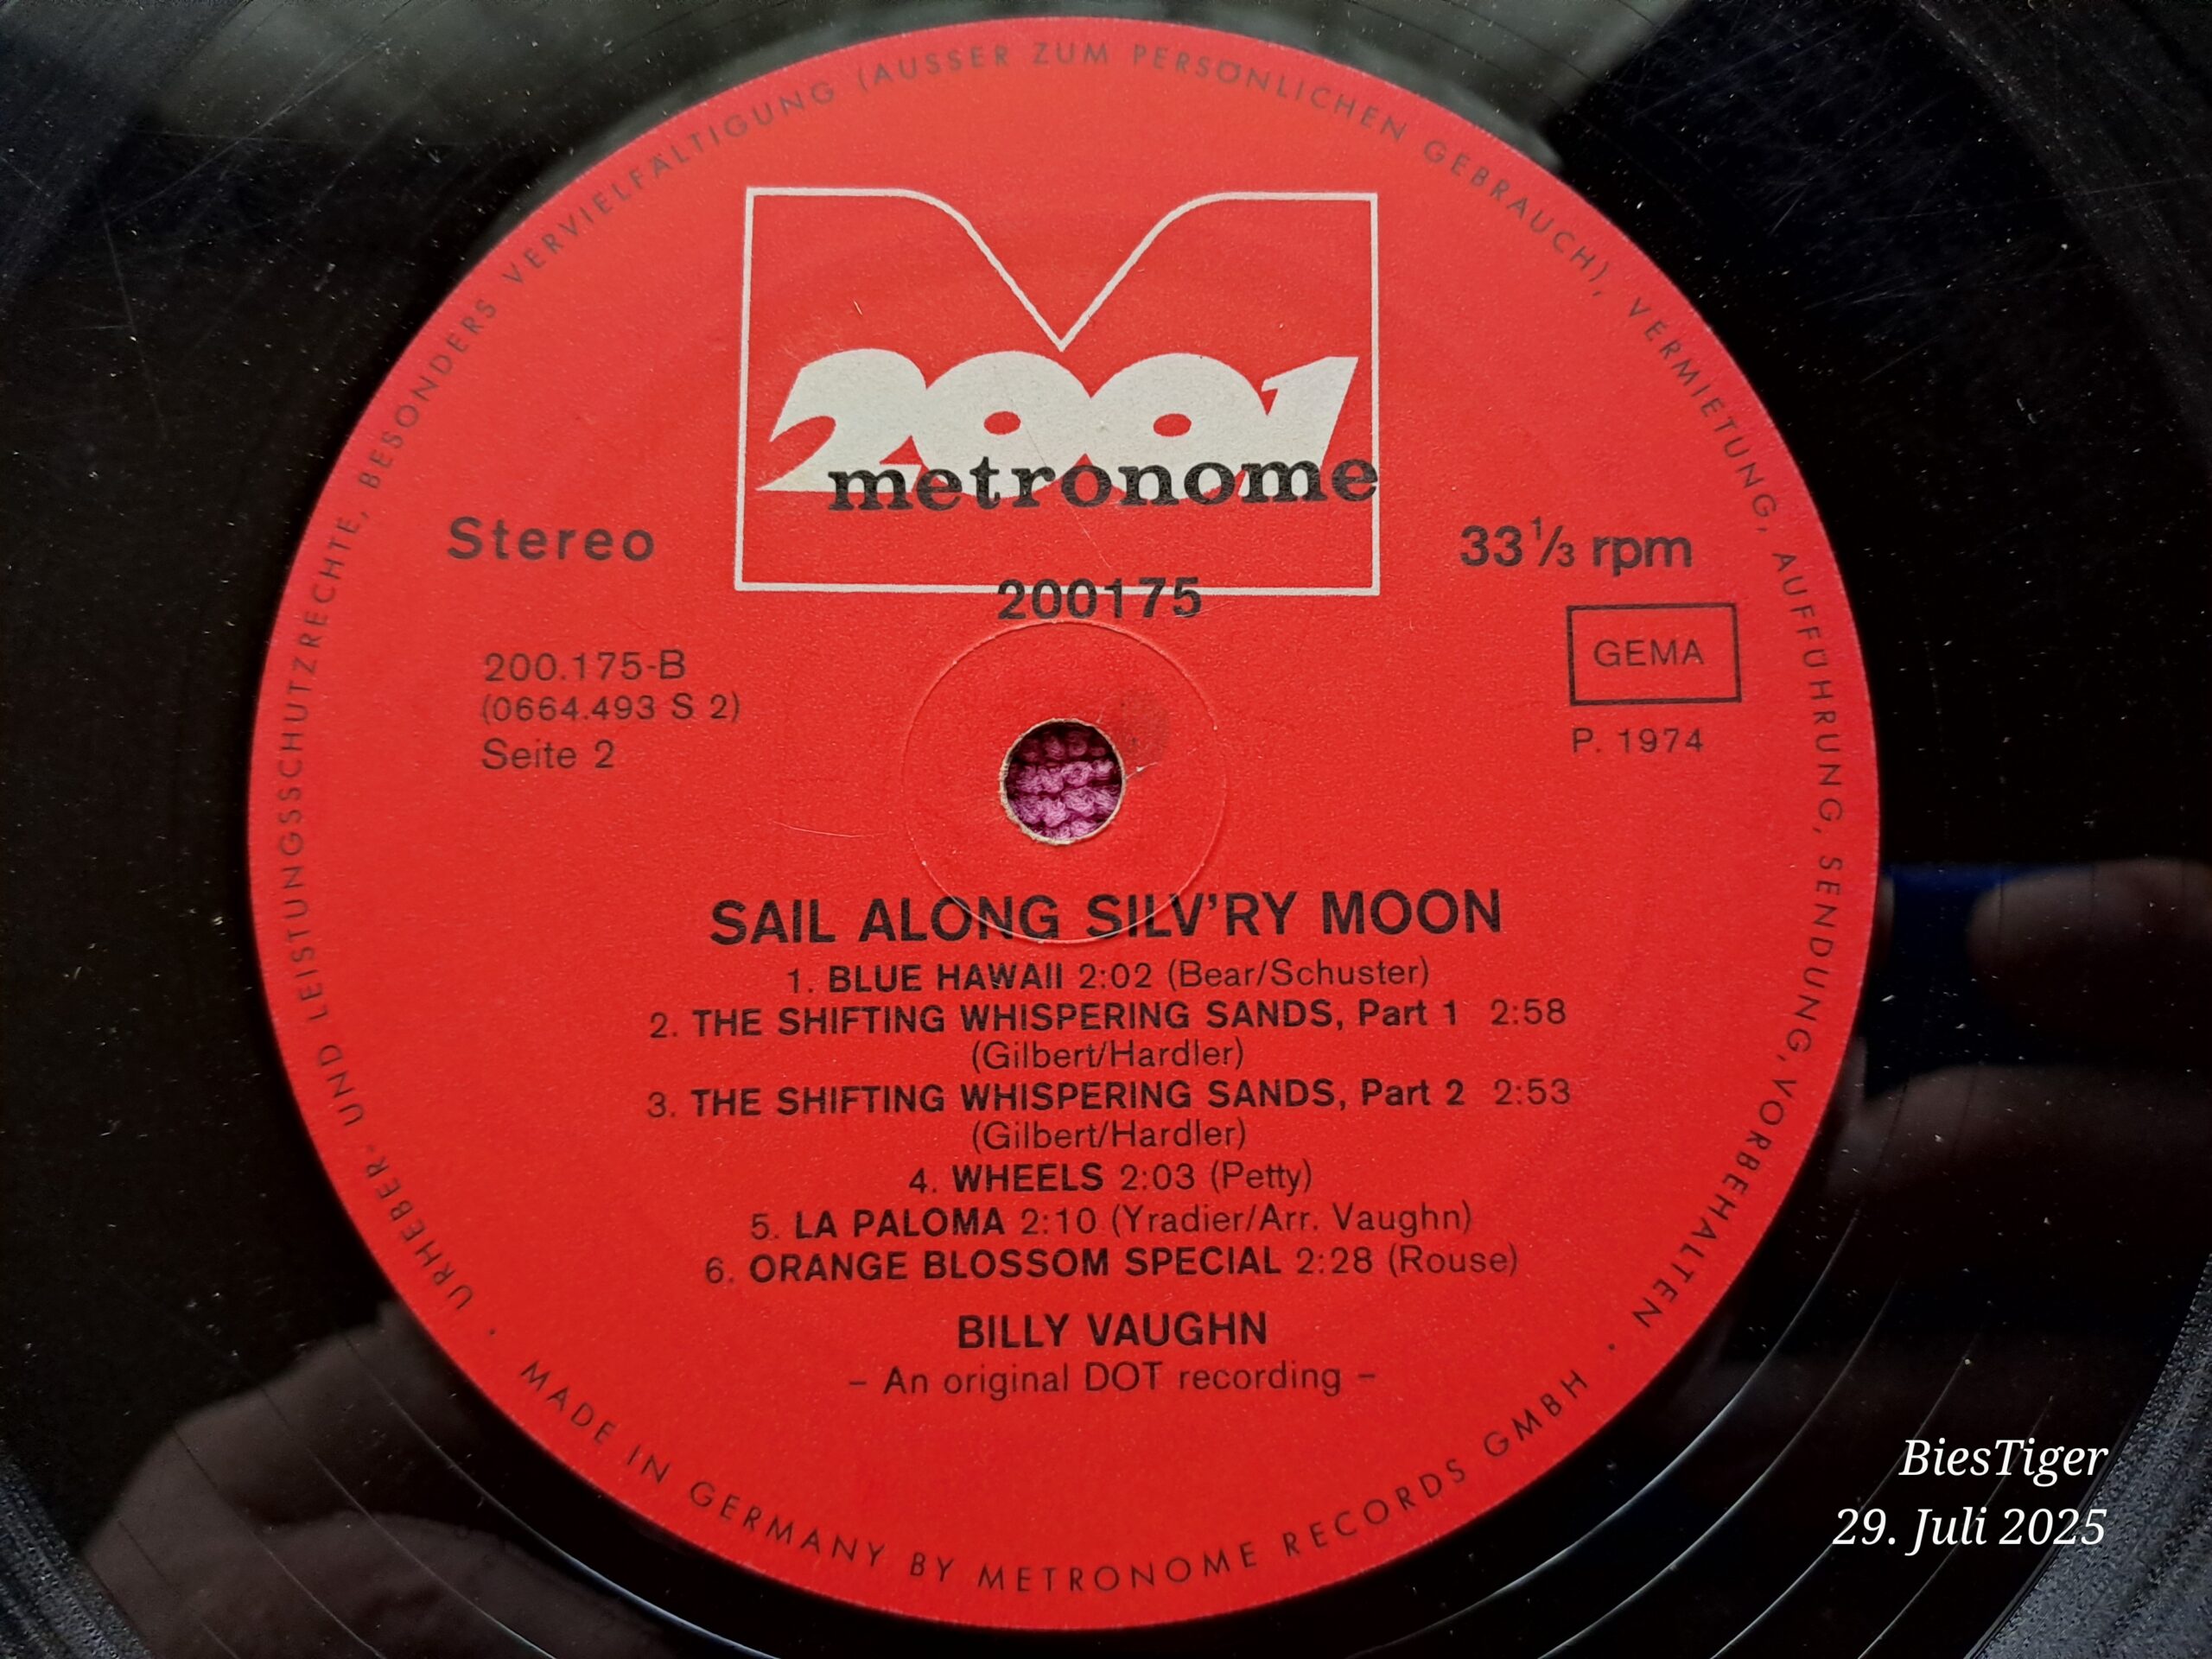 URHEBER- UND LEISTUNGSSCHUTZRECHTE, BESONDERS VERVIELFÄLTIGUNG (AUSSER ZUM PERSÖNLICHEN GEBRAUCH), VERMIETUNG, AUFFÜHRUNG, SENDUNG, VORBEHALTEN ·
2001
metronome
Stereo
33 1/3 rpm
200175
GEMA
200.175-B
(0664.493 S 2)
Seite 2
P. 1974
SAIL ALONG SILV'RY MOON
1. BLUE HAWAII 2:02 (Bear/Schuster)
2. THE SHIFTING WHISPERING SANDS, Part 1 2:58
(Gilbert/Hardler)
3. THE SHIFTING WHISPERING SANDS, Part 2 2:53
(Gilbert/Hardler)
4. WHEELS 2:03 (Petty)
5. LA PALOMA 2:10 (Yradier/Arr. Vaughn)
6. ORANGE BLOSSOM SPECIAL 2:28 (Rouse)
BILLY VAUGHN
– An original DOT recording –
· MADE IN GERMANY BY METRONOME RECORDS GMBH
BiesTiger
29. Juli 2025